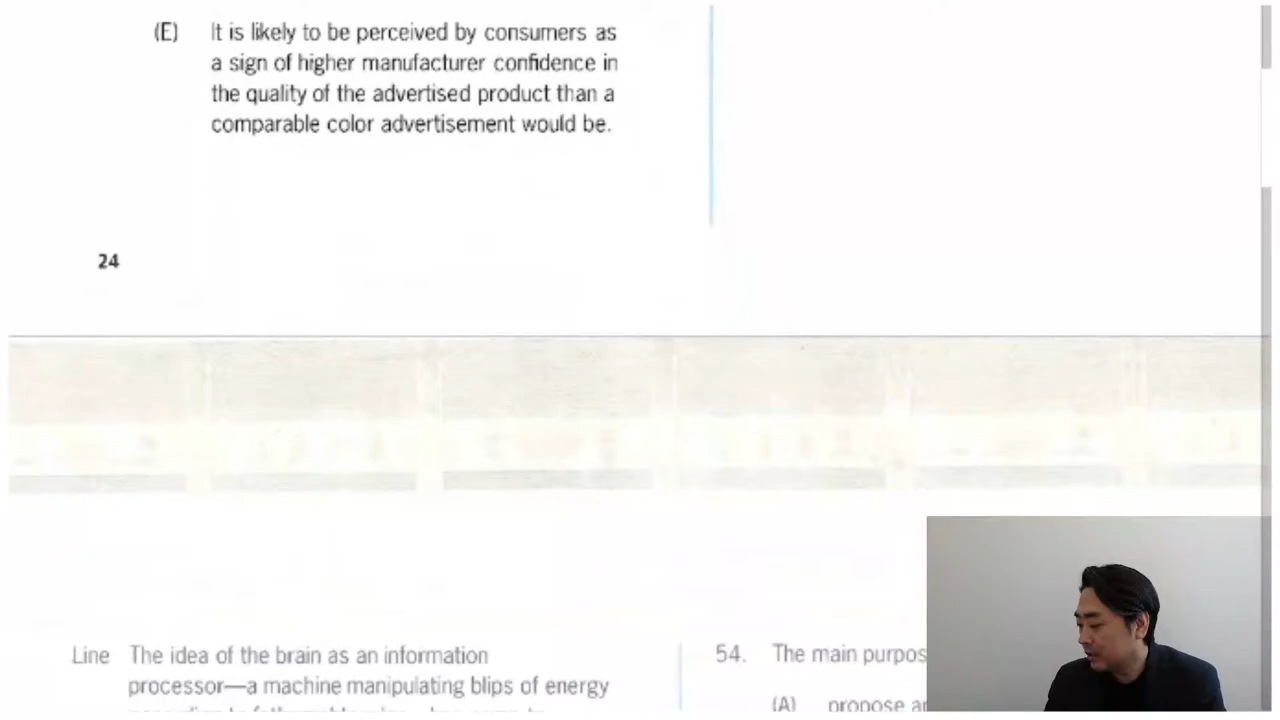 (E) It is likely to be perceived by consumers as
a sign of higher manufacturer confidence in
the quality of the advertised product than a
comparable color advertisement would be.
24
Line The idea of the brain as an information
processor—a machine manipulating blips of energy
54. The main purpos
(A) propose